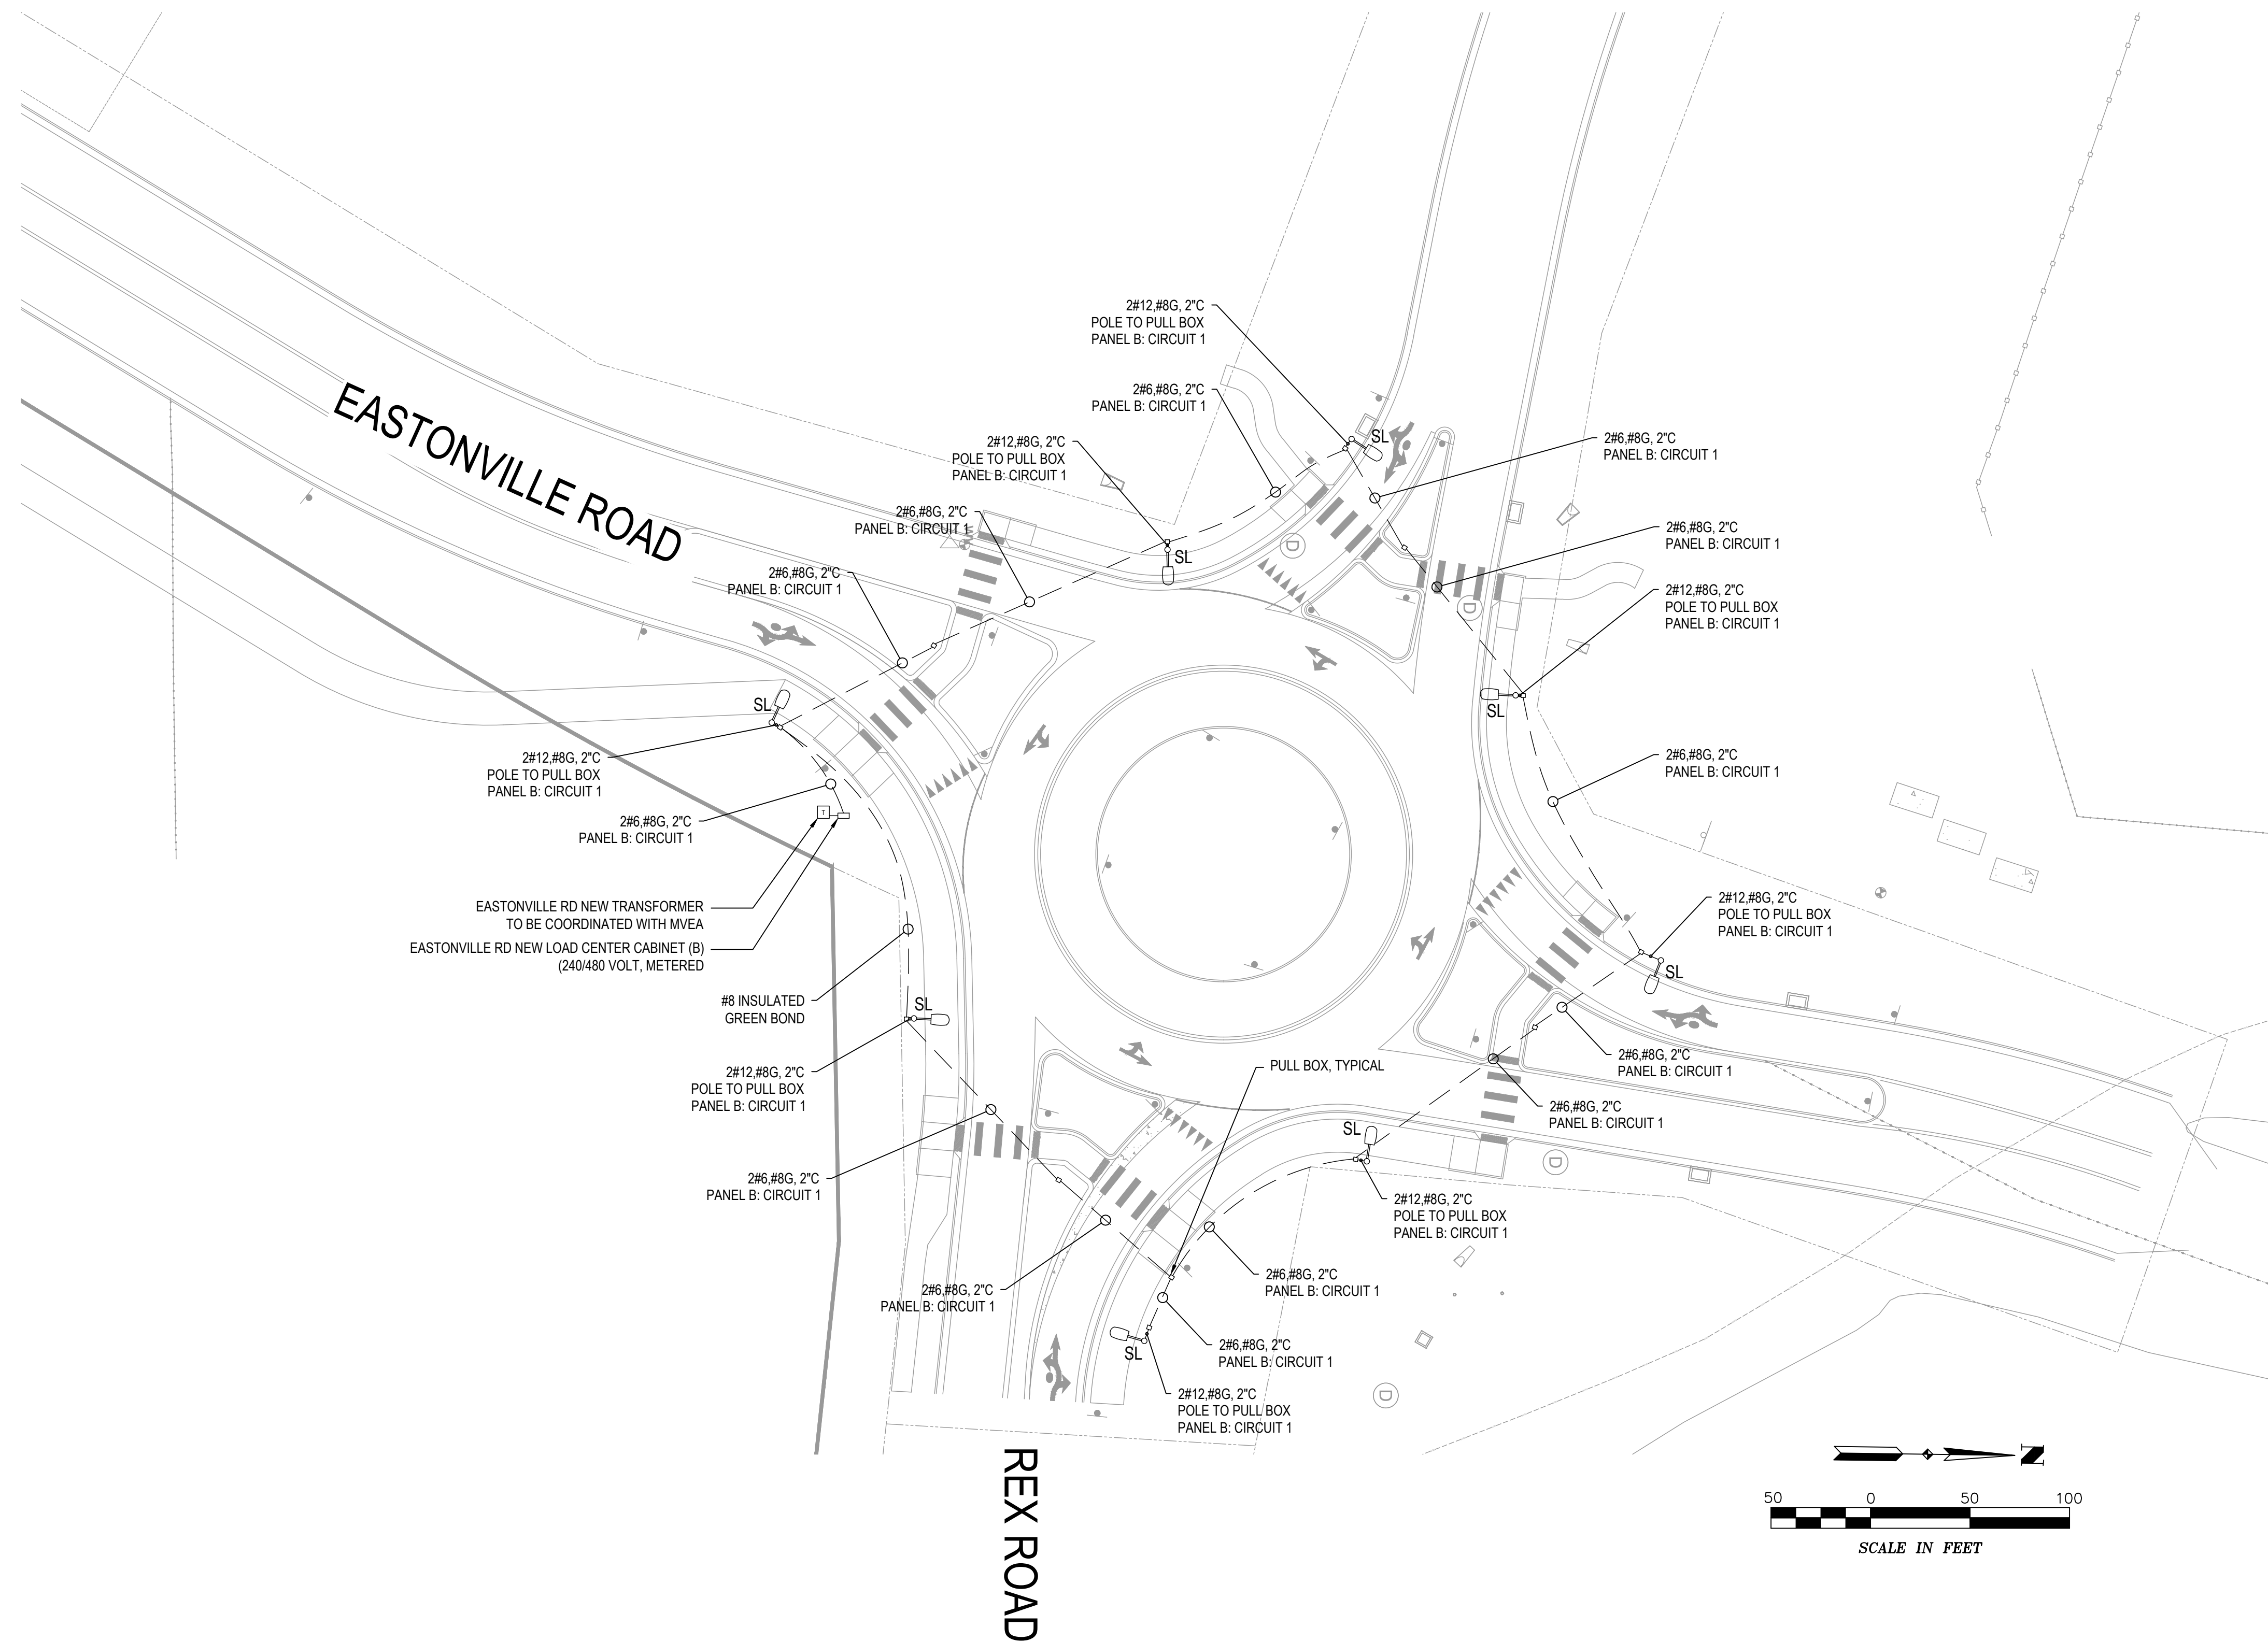 2#12,#8G, 2"C
POLE TO PULL BOX
PANEL B: CIRCUIT 1
2#6,#8G, 2"C
PANEL B: CIRCUIT 1
EASTONVILLE ROAD
2#12,#8G, 2"C
POLE TO PULL BOX
PANEL B: CIRCUIT 1
SL
2#6,#8G, 2"C
PANEL B: CIRCUIT 1
2#6,#8G, 2"C
PANEL B: CIRCUIT 1
D
SL
2#6,#8G, 2"C
PANEL B: CIRCUIT 1
2#6,#8G, 2"C
PANEL B: CIRCUIT 1
D
2#12,#8G, 2"C
POLE TO PULL BOX
PANEL B: CIRCUIT 1
SL
SL
2#12,#8G, 2"C
POLE TO PULL BOX
PANEL B: CIRCUIT 1
2#6,#8G, 2"C
PANEL B: CIRCUIT 1
2#6,#8G, 2"C
PANEL B: CIRCUIT 1
T
EASTONVILLE RD NEW TRANSFORMER
TO BE COORDINATED WITH MVEA
EASTONVILLE RD NEW LOAD CENTER CABINET (B)
(240/480 VOLT, METERED
2#12,#8G, 2"C
POLE TO PULL BOX
PANEL B: CIRCUIT 1
SL
#8 INSULATED
GREEN BOND
SL
2#12,#8G, 2"C
POLE TO PULL BOX
PANEL B: CIRCUIT 1
PULL BOX, TYPICAL
2#6,#8G, 2"C
PANEL B: CIRCUIT 1
2#6,#8G, 2"C
PANEL B: CIRCUIT 1
SL
D
2#6,#8G, 2"C
PANEL B: CIRCUIT 1
2#12,#8G, 2"C
POLE TO PULL BOX
PANEL B: CIRCUIT 1
2#6,#8G, 2"C
PANEL B: CIRCUIT 1
2#6,#8G, 2"C
PANEL B: CIRCUIT 1
SL
2#6,#8G, 2"C
PANEL B: CIRCUIT 1
2#12,#8G, 2"C
POLE TO PULL BOX
PANEL B: CIRCUIT 1
D
REX ROAD
N
50 0 50 100
SCALE IN FEET